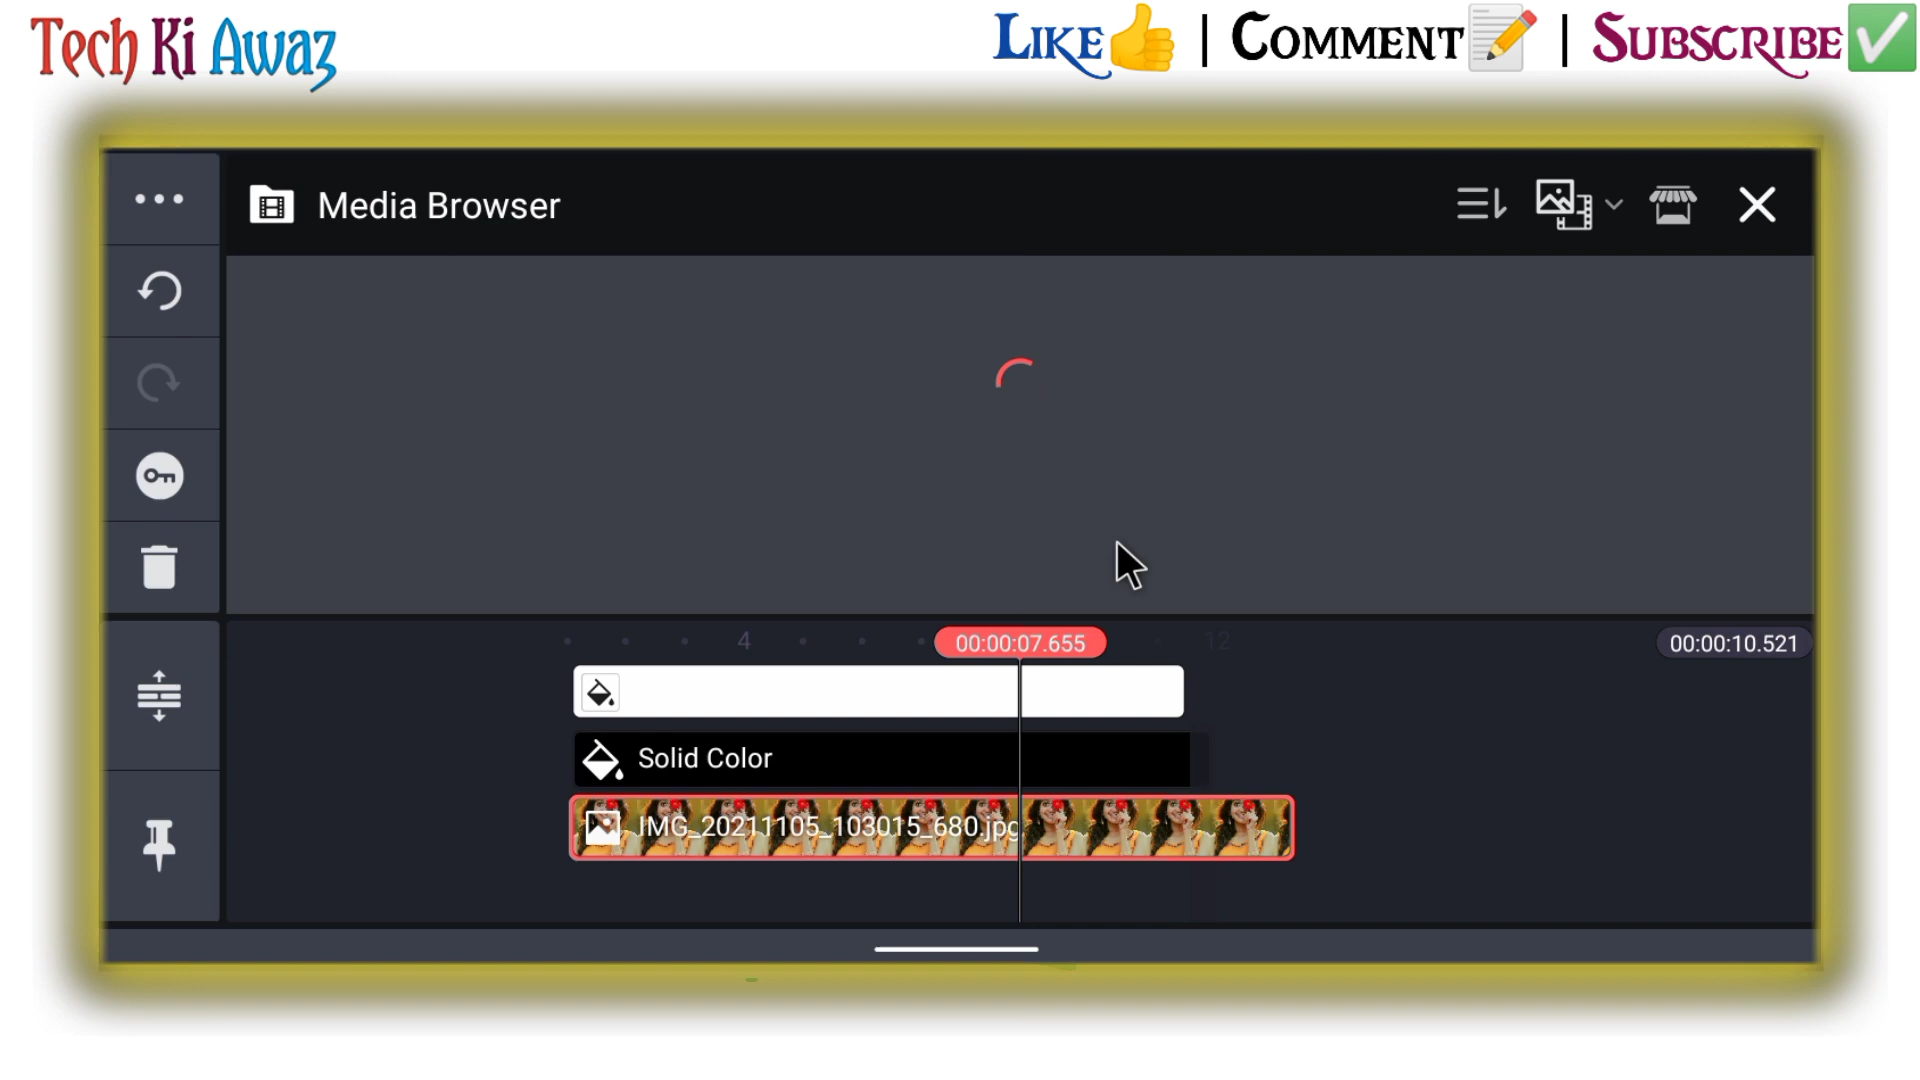 Tech Ki Awaz
Like | Comment | Subscribe
Media Browser
4
00:00:07.655
12
00:00:10.521
Solid Color
IMG_20211105_103015_680.jpg